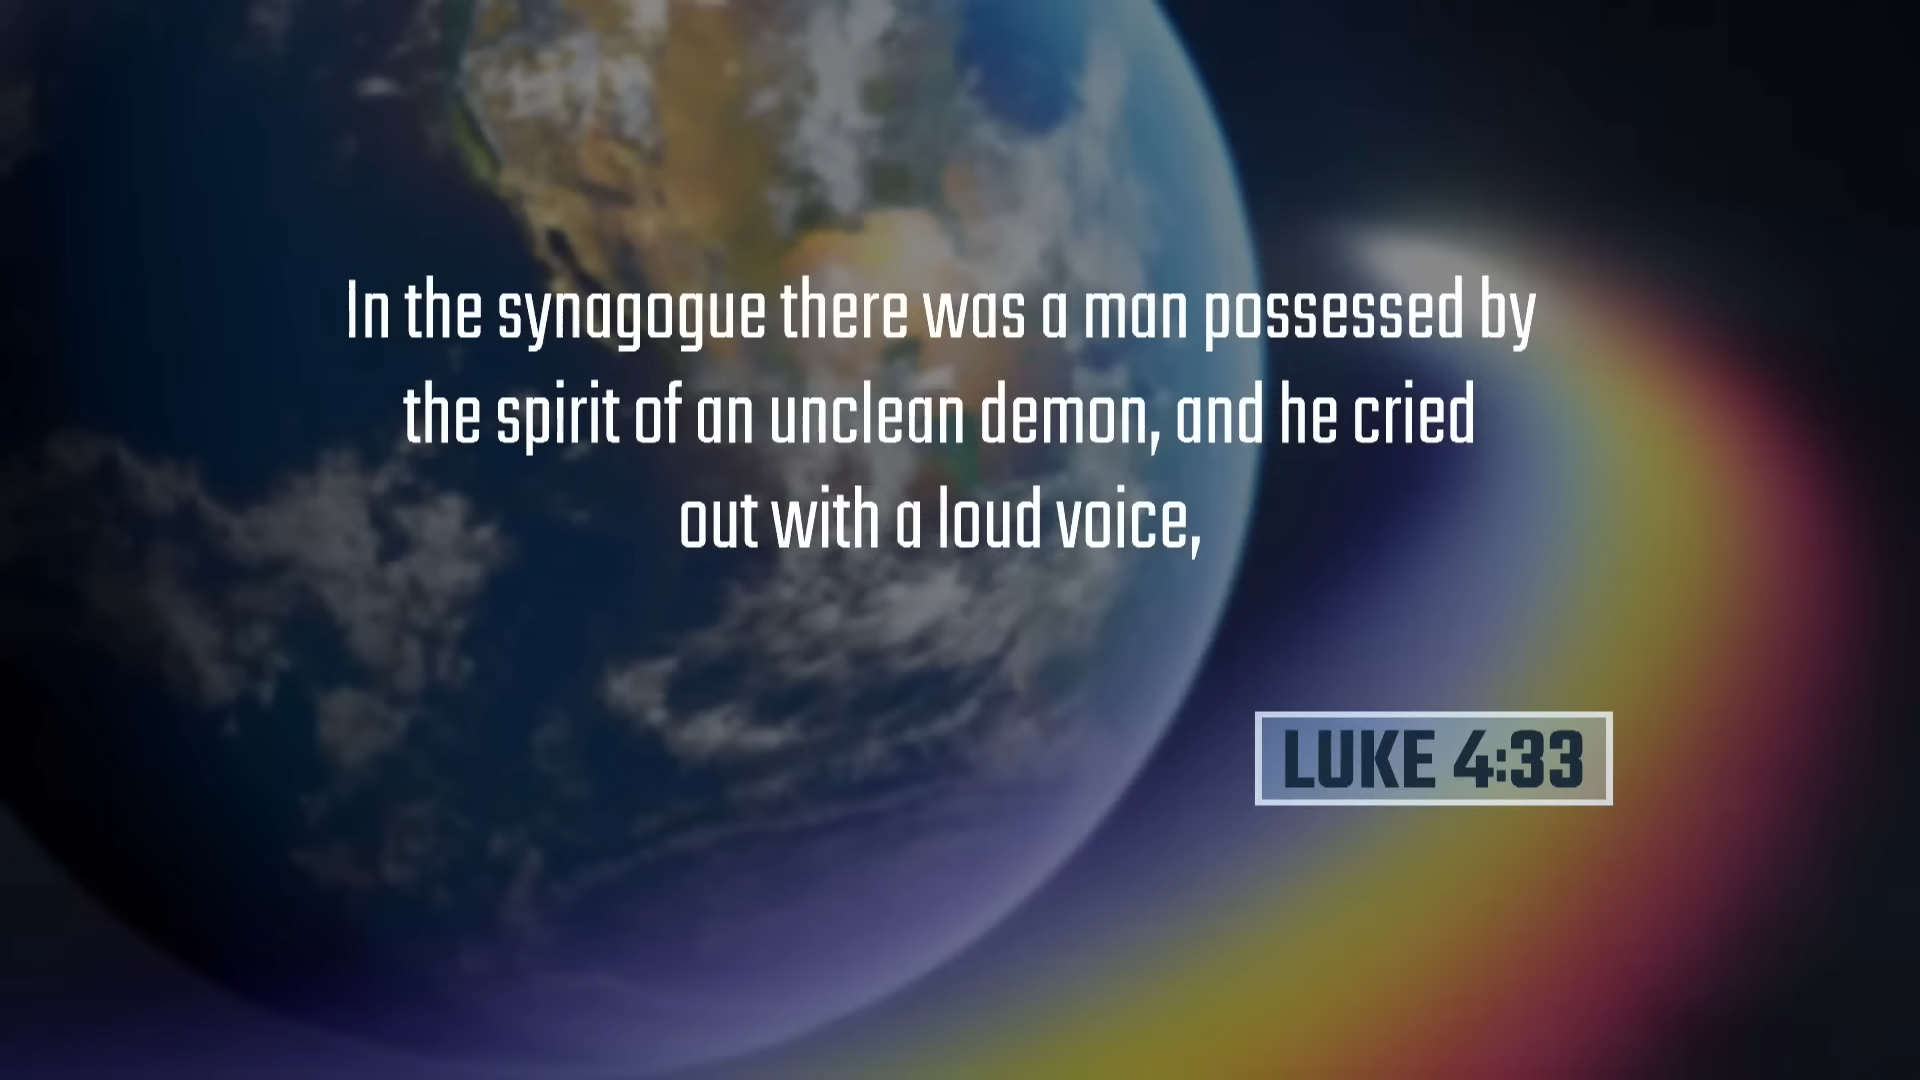 In the synagogue there was a man possessed by
the spirit of an unclean demon, and he cried
out with a loud voice,
LUKE 4:33